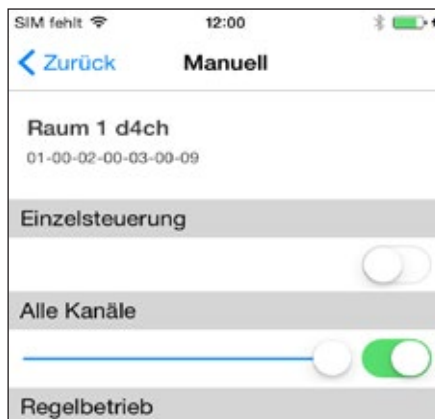 SIM fehlt 12:00
Zurück Manuell
Raum 1 d4ch
01-00-02-00-03-00-09
Einzelsteuerung
Alle Kanäle
Regelbetrieb